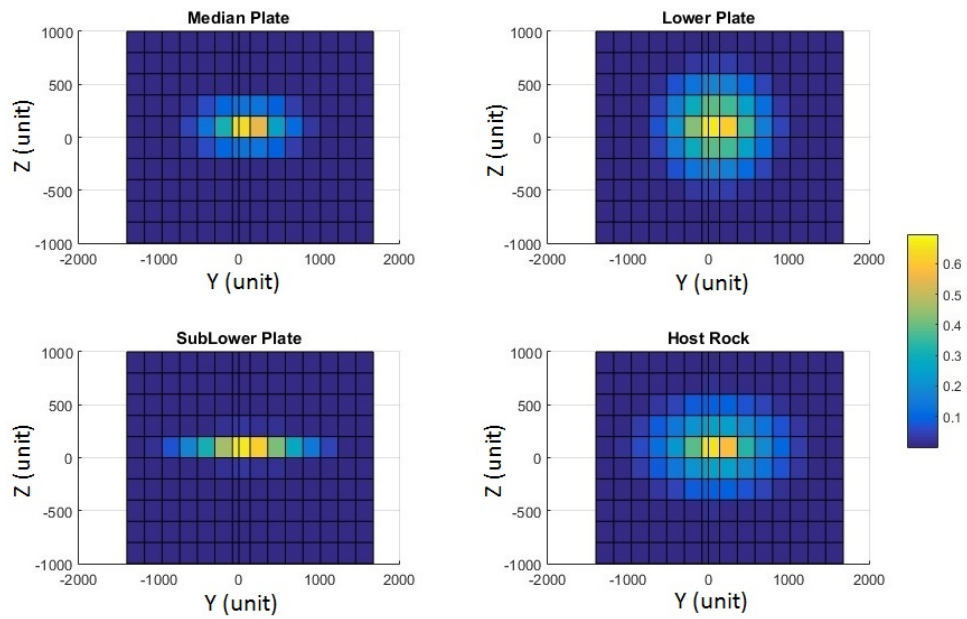 Median Plate
1000
500
0
-500
-1000
Z (unit)
-2000 -1000 0 1000 2000
Y (unit)
Lower Plate
1000
500
0
-500
-1000
Z (unit)
-2000 -1000 0 1000 2000
Y (unit)
SubLower Plate
1000
500
0
-500
-1000
Z (unit)
-2000 -1000 0 1000 2000
Y (unit)
Host Rock
1000
500
0
-500
-1000
Z (unit)
-2000 -1000 0 1000 2000
Y (unit)
0.6
0.5
0.4
0.3
0.2
0.1